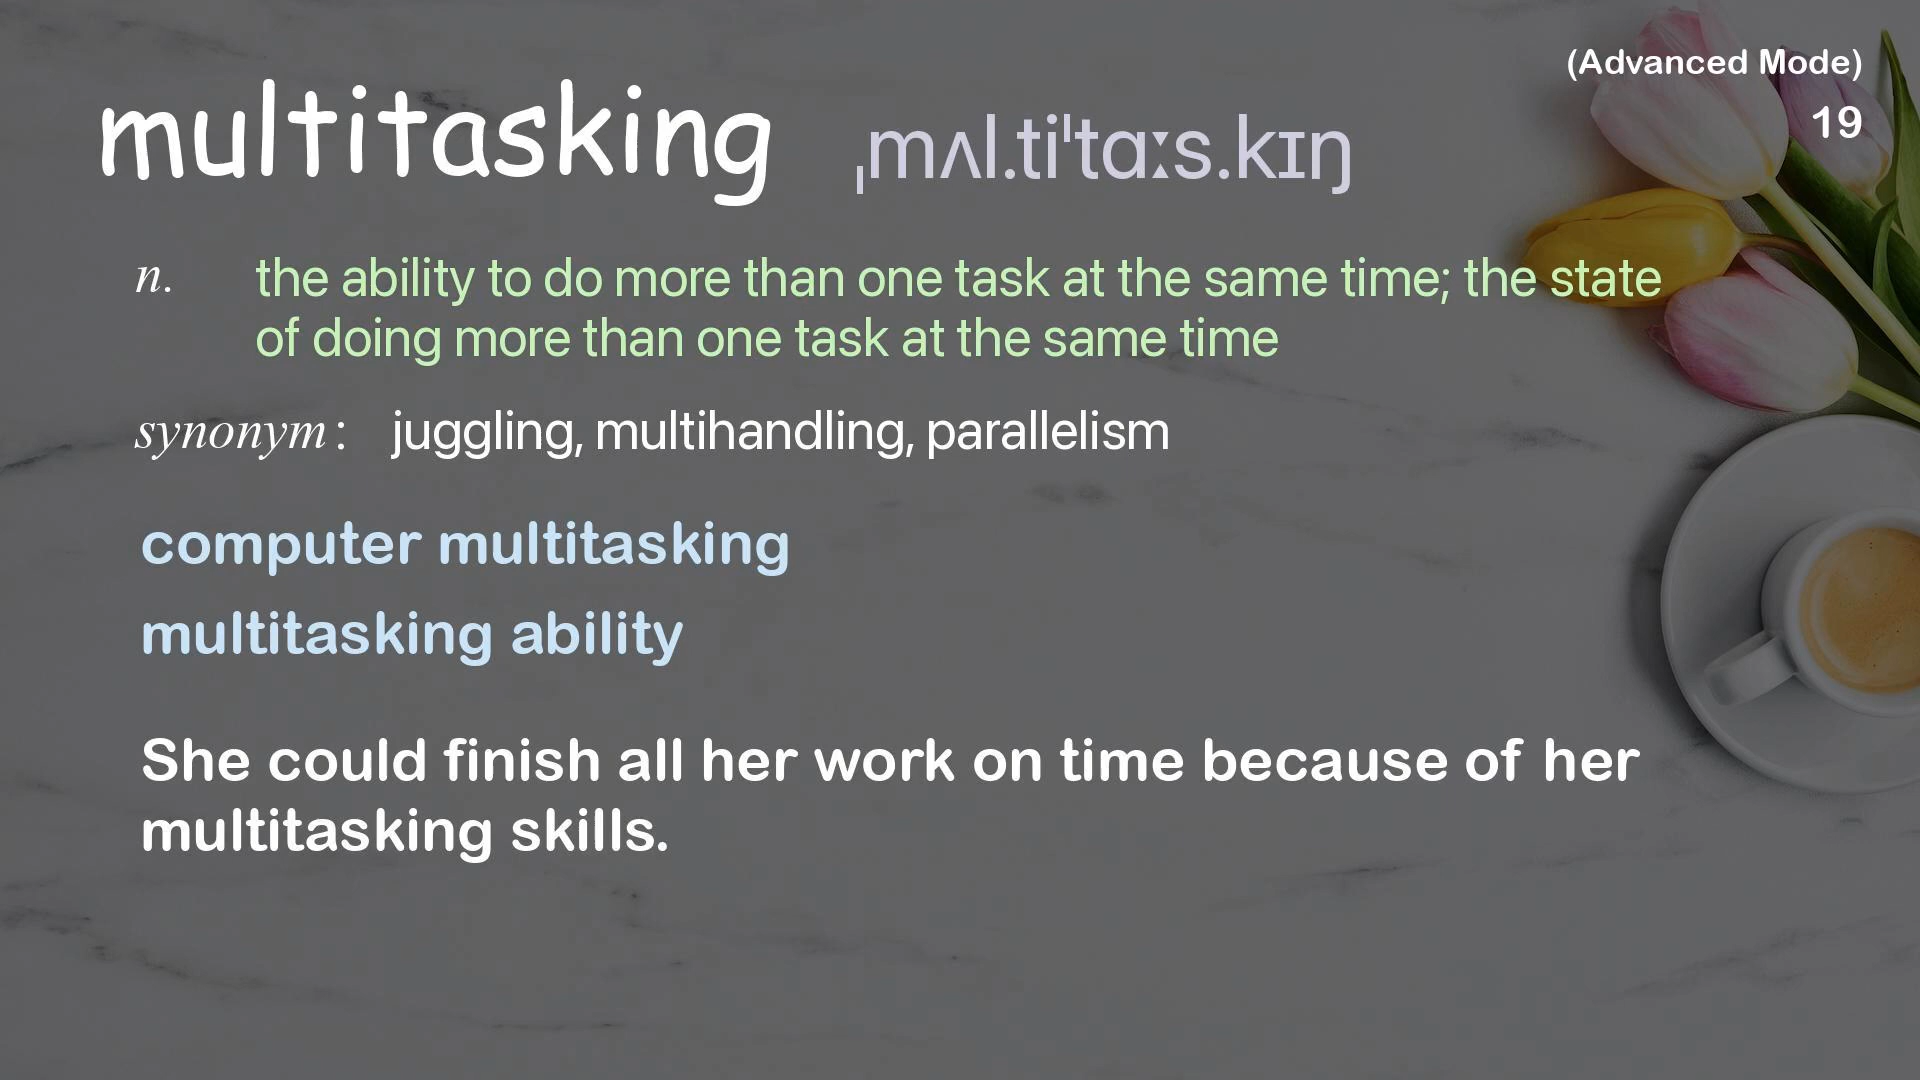 (Advanced Mode)
19
multitasking ˌmʌl.tiˈtɑːs.kɪŋ
n. the ability to do more than one task at the same time; the state
of doing more than one task at the same time
synonym: juggling, multihandling, parallelism
computer multitasking
multitasking ability
She could finish all her work on time because of her
multitasking skills.